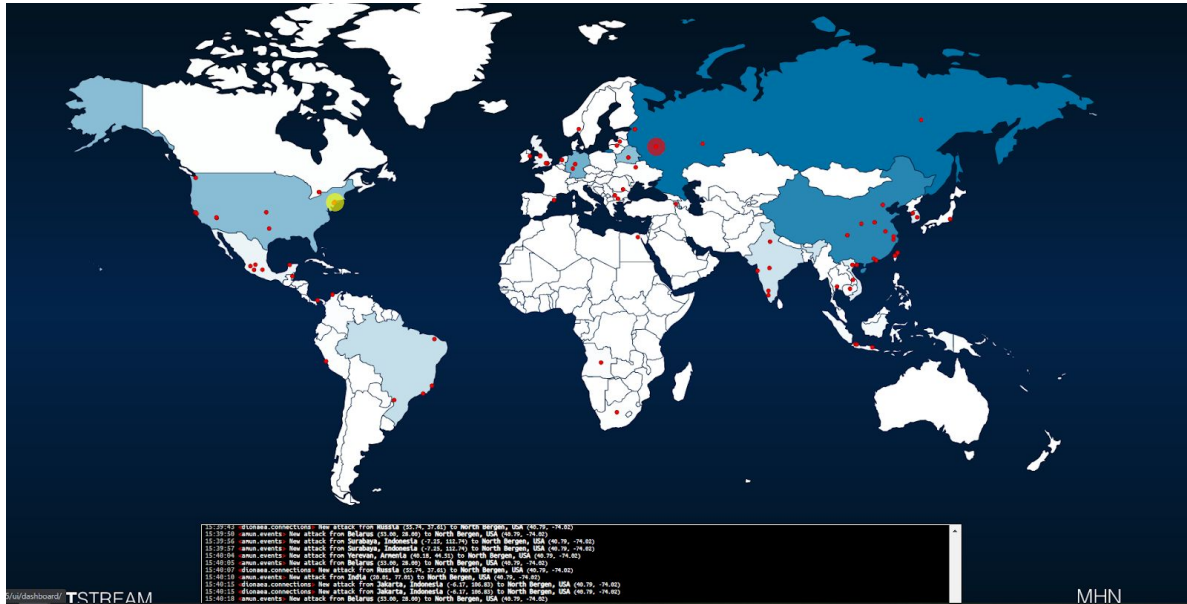 15:39:43 <dionaea.connections> New attack from Russia (55.74, 37.61) to North Bergen, USA (40.79, -74.02)
15:39:50 <amun.events> New attack from Belarus (53.00, 28.00) to North Bergen, USA (40.79, -74.02)
15:39:56 <amun.events> New attack from Surabaya, Indonesia (-7.25, 112.74) to North Bergen, USA (40.79, -74.02)
15:39:57 <amun.events> New attack from Surabaya, Indonesia (-7.25, 112.74) to North Bergen, USA (40.79, -74.02)
15:40:04 <amun.events> New attack from Yerevan, Armenia (40.18, 44.51) to North Bergen, USA (40.79, -74.02)
15:40:05 <amun.events> New attack from Belarus (53.00, 28.00) to North Bergen, USA (40.79, -74.02)
15:40:07 <dionaea.connections> New attack from Russia (55.74, 37.61) to North Bergen, USA (40.79, -74.02)
15:40:10 <amun.events> New attack from India (20.01, 77.01) to North Bergen, USA (40.79, -74.02)
15:40:15 <dionaea.connections> New attack from Jakarta, Indonesia (-6.17, 106.83) to North Bergen, USA (40.79, -74.02)
15:40:15 <dionaea.connections> New attack from Jakarta, Indonesia (-6.17, 106.83) to North Bergen, USA (40.79, -74.02)
15:40:18 <amun.events> New attack from Belarus (53.00, 28.00) to North Bergen, USA (40.79, -74.02)
5/ui/dashboard/ TSTREAM
MHN